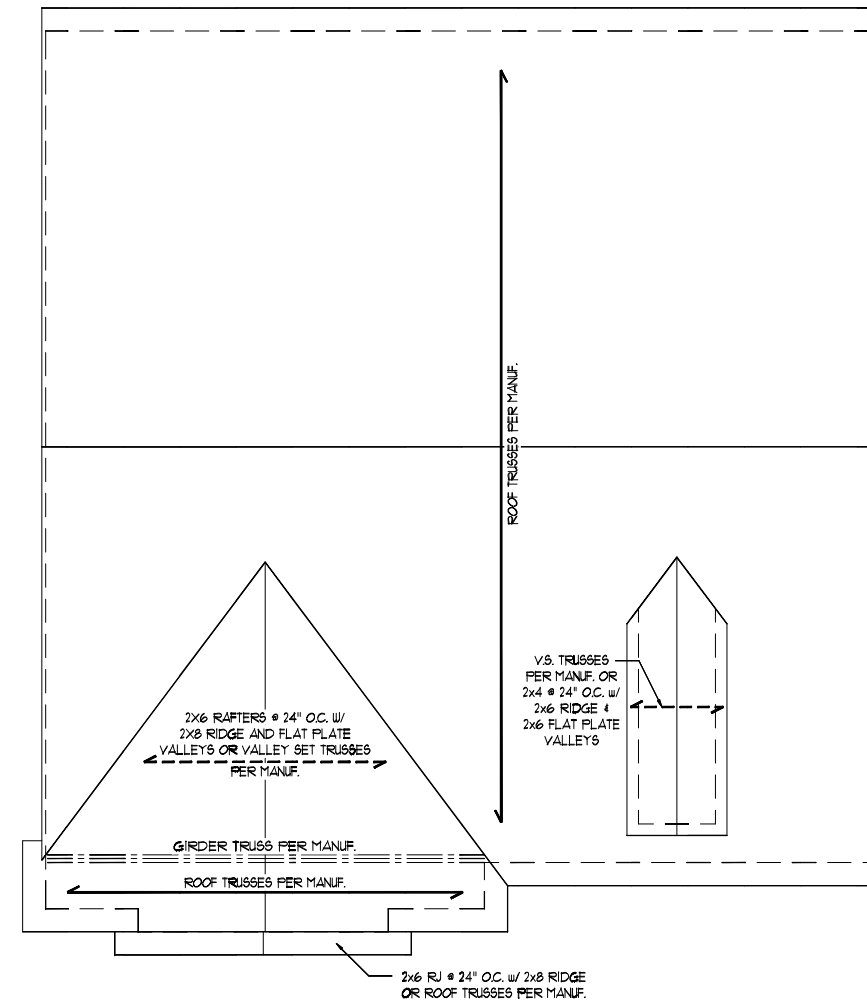 ROOF TRUSSES PER MANUF.
V.S. TRUSSES
PER MANUF. OR
2x4 @ 24" O.C. W/
2x6 RIDGE &
2x6 FLAT PLATE
VALLEYS
2X6 RAFTERS @ 24" O.C. W/
2X8 RIDGE AND FLAT PLATE
VALLEYS OR VALLEY SET TRUSSES
PER MANUF.
GIRDER TRUSS PER MANUF.
ROOF TRUSSES PER MANUF.
2x6 RJ @ 24" O.C. W/ 2x8 RIDGE
OR ROOF TRUSSES PER MANUF.